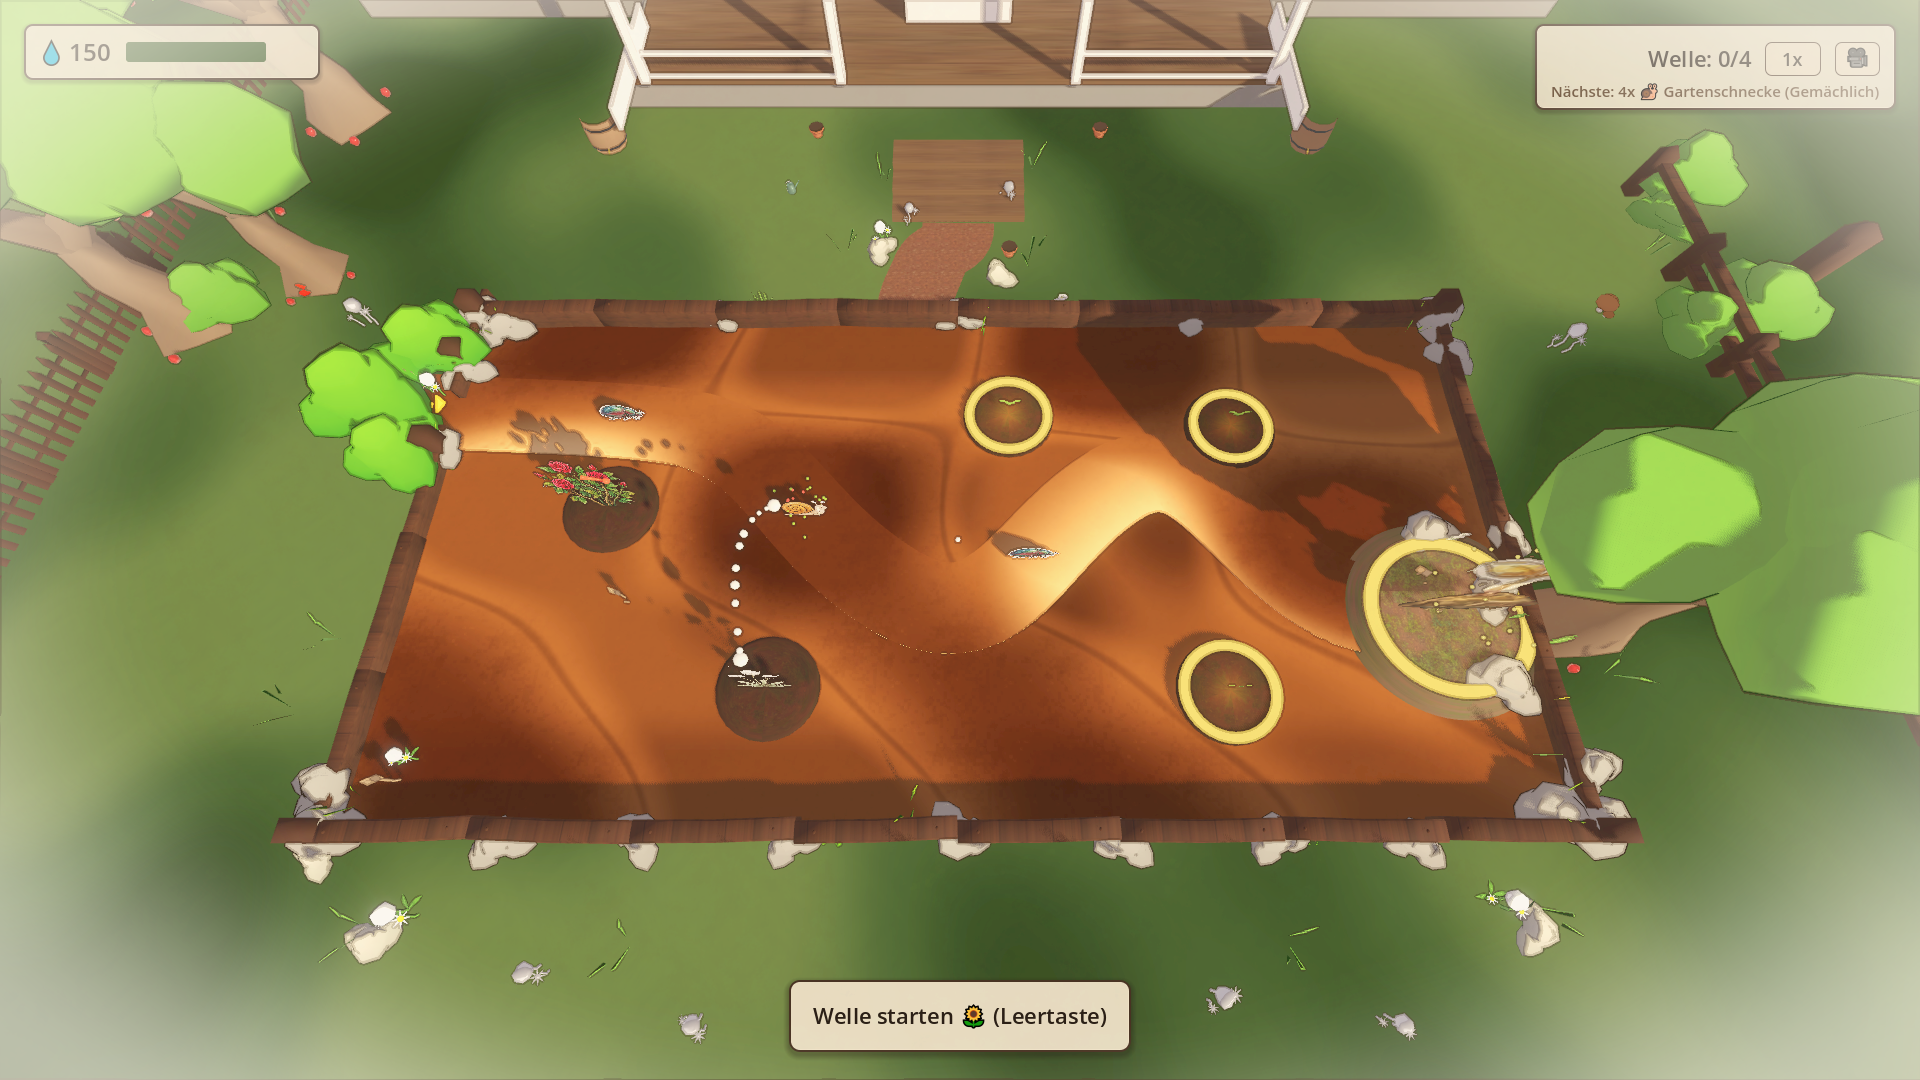 150
Welle: 0/4
1x
Nächste: 4x 🐌 Gartenschnecke (Gemächlich)
Welle starten 🌻 (Leertaste)